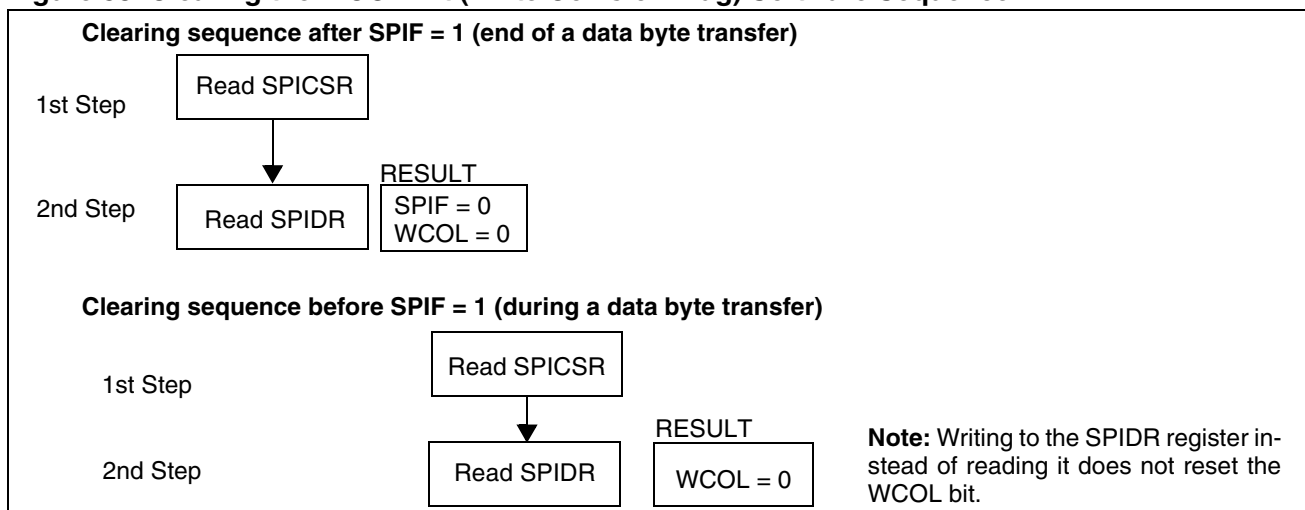 Clearing sequence after SPIF = 1 (end of a data byte transfer)
1st Step
Read SPICSR
RESULT
2nd Step
Read SPIDR
SPIF = 0
WCOL = 0
Clearing sequence before SPIF = 1 (during a data byte transfer)
1st Step
Read SPICSR
RESULT
2nd Step
Read SPIDR
WCOL = 0
Note: Writing to the SPIDR register in-
stead of reading it does not reset the
WCOL bit.